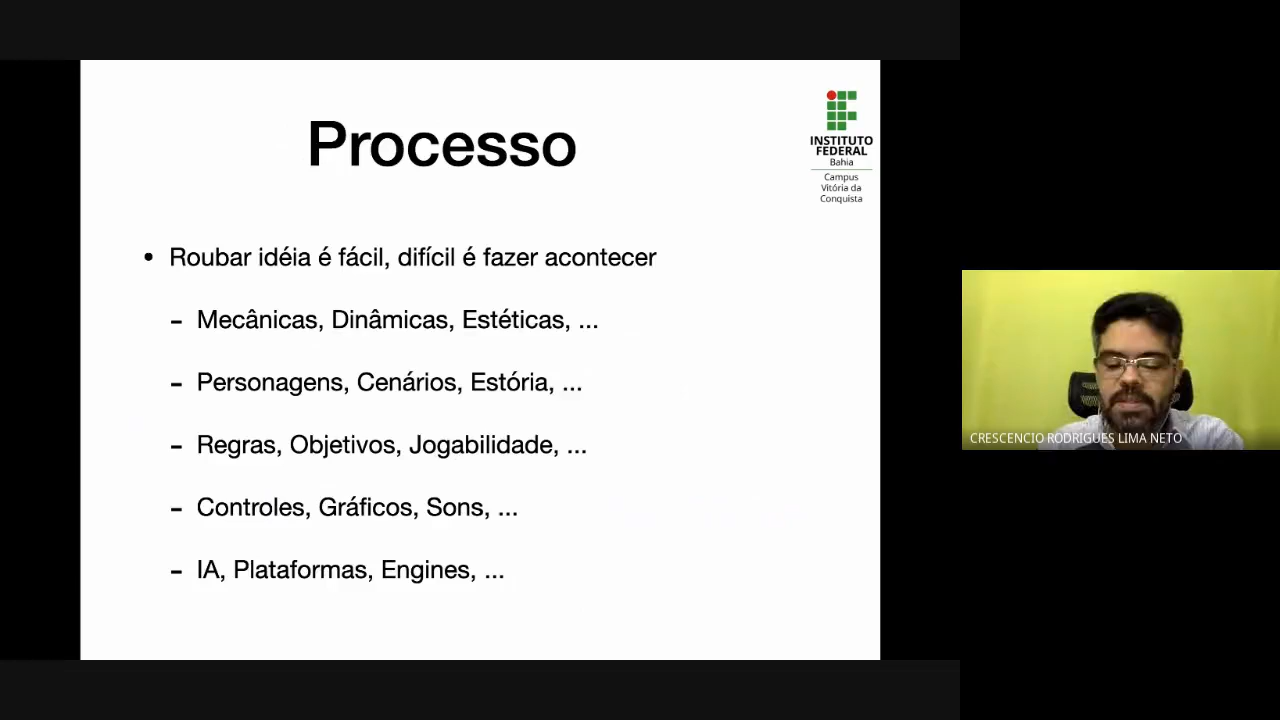 Processo
INSTITUTO
FEDERAL
Bahia
Campus
Vitória da
Conquista
• Roubar idéia é fácil, difícil é fazer acontecer
- Mecânicas, Dinâmicas, Estéticas, ...
- Personagens, Cenários, Estória, ...
- Regras, Objetivos, Jogabilidade, ...
- Controles, Gráficos, Sons, ...
- IA, Plataformas, Engines, ...
CRESCENCIO RODRIGUES LIMA NETO